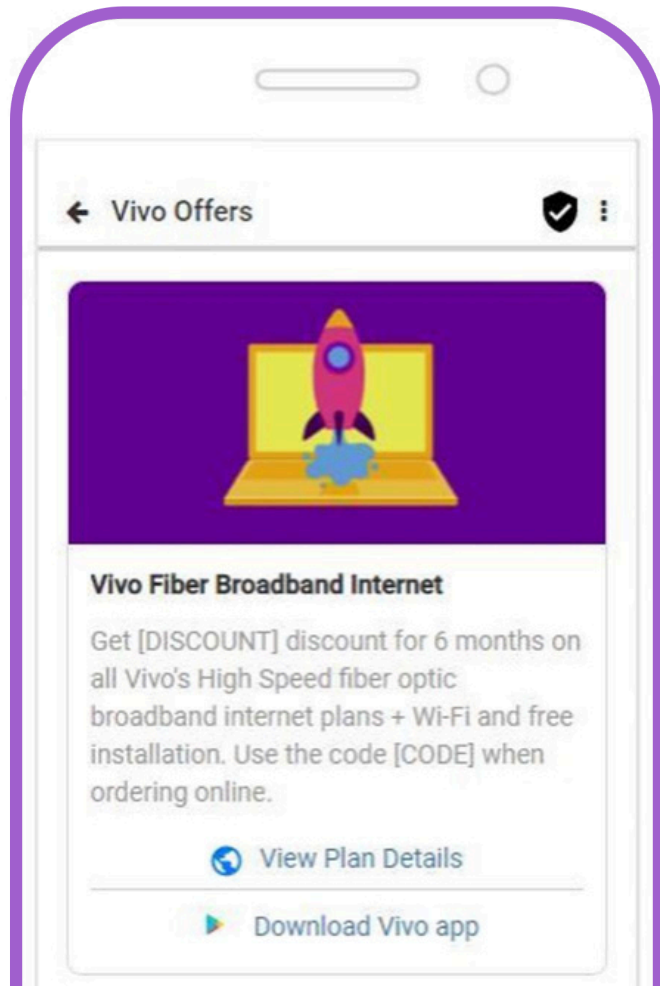 Vivo Offers
Vivo Fiber Broadband Internet
Get [DISCOUNT] discount for 6 months on
all Vivo's High Speed fiber optic
broadband internet plans + Wi-Fi and free
installation. Use the code [CODE] when
ordering online.
View Plan Details
Download Vivo app